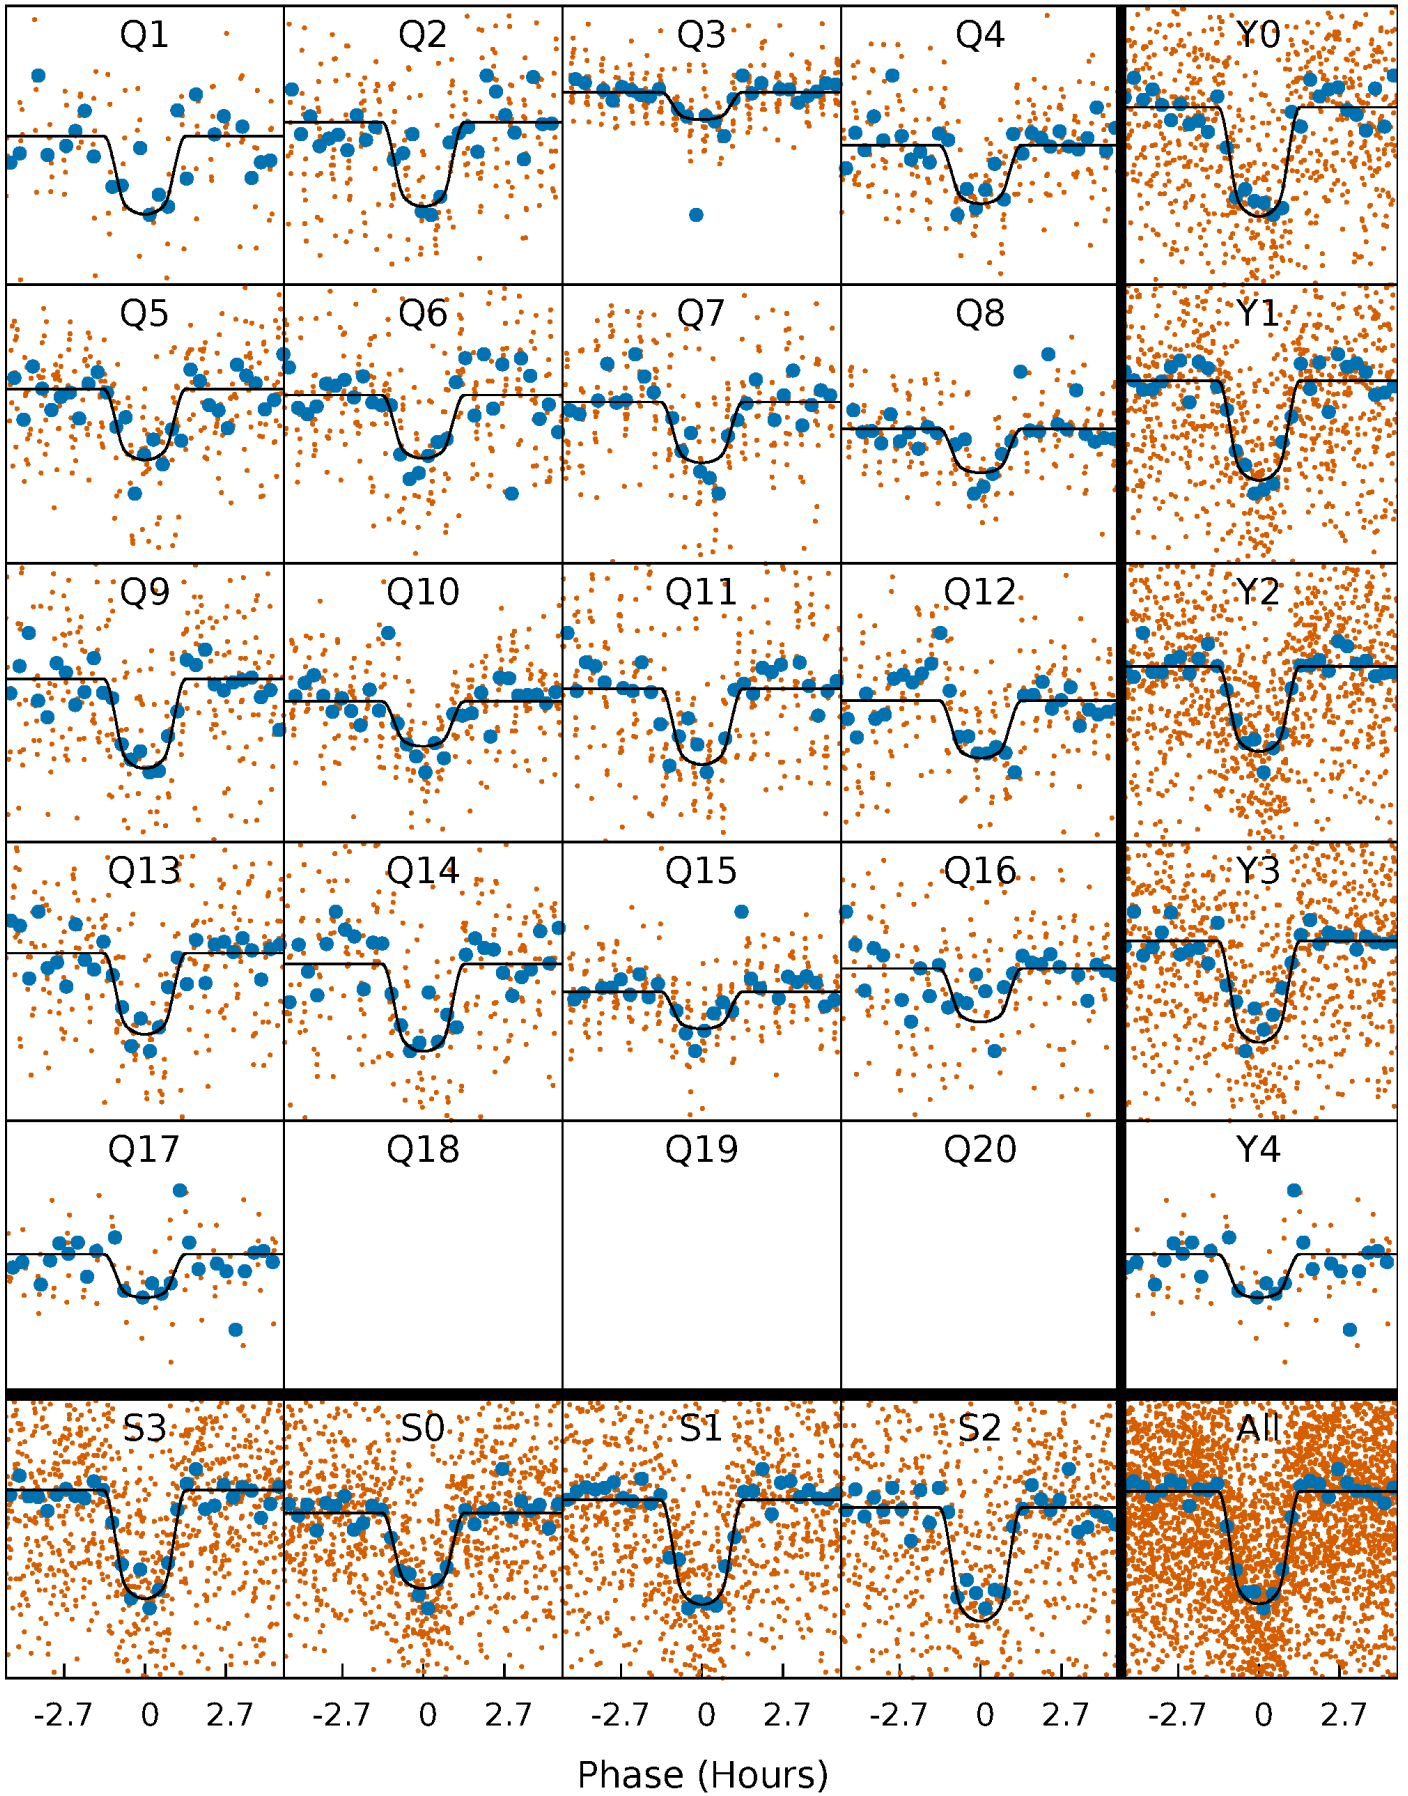 Q1 Q2 Q3 Q4 Y0
Q5 Q6 Q7 Q8 Y1
Q9 Q10 Q11 Q12 Y2
Q13 Q14 Q15 Q16 Y3
Q17 Q18 Q19 Q20 Y4
S3 S0 S1 S2 All
-2.7 0 2.7 -2.7 0 2.7 -2.7 0 2.7 -2.7 0 2.7 -2.7 0 2.7
Phase (Hours)